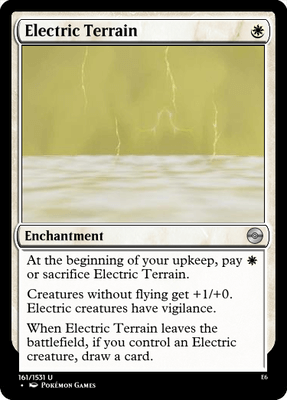 Electric Terrain
Enchantment
At the beginning of your upkeep, pay
or sacrifice Electric Terrain.
Creatures without flying get +1/+0.
Electric creatures have vigilance.
When Electric Terrain leaves the
battlefield, if you control an Electric
creature, draw a card.
161/1531 U
E6
• Pokémon Games